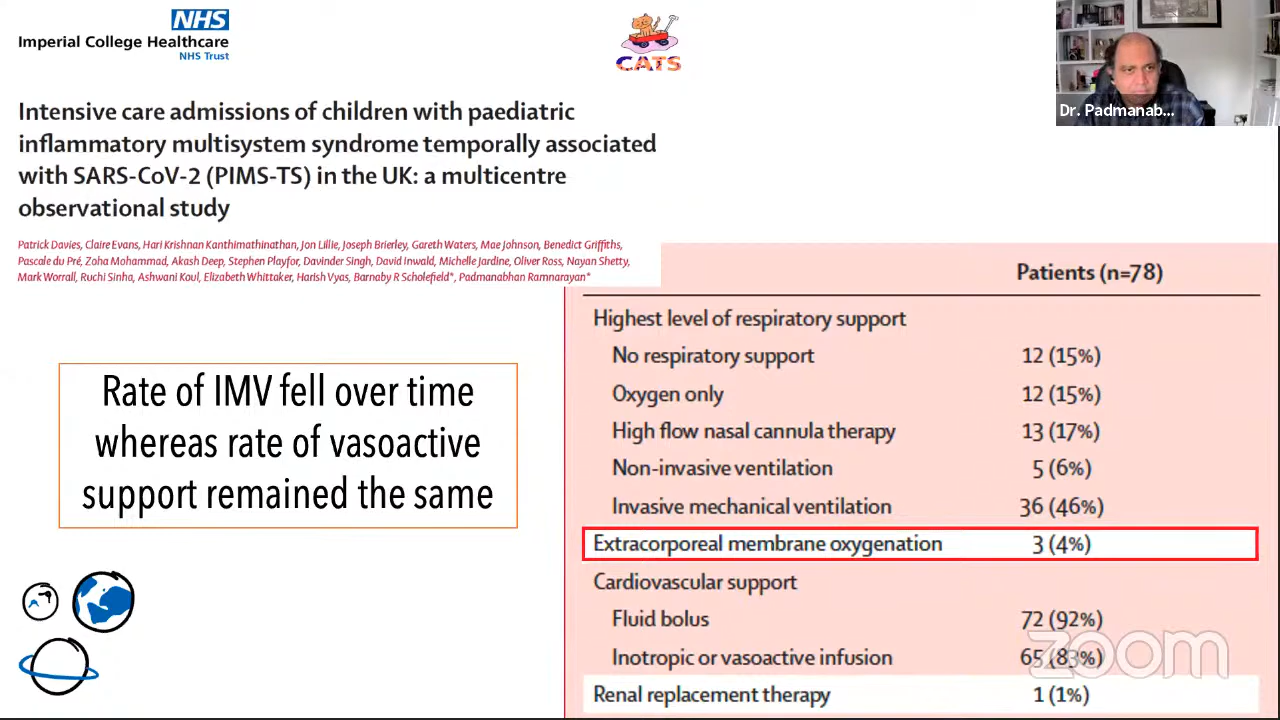 NHS
Imperial College Healthcare
NHS Trust
CATS
Dr. Padmanab...
Intensive care admissions of children with paediatric
inflammatory multisystem syndrome temporally associated
with SARS-CoV-2 (PIMS-TS) in the UK: a multicentre
observational study
Patrick Davies, Claire Evans, Hari Krishnan Kanthimathinathan, Jon Lillie, Joseph Brierley, Gareth Waters, Mae Johnson, Benedict Griffiths,
Pascale du Pré, Zoha Mohammad, Akash Deep, Stephen Playfor, Davinder Singh, David Inwald, Michelle Jardine, Oliver Ross, Nayan Shetty,
Mark Worrall, Ruchi Sinha, Ashwani Koul, Elizabeth Whittaker, Harish Vyas, Barnaby R Scholefield*, Padmanabhan Ramnarayan*
Rate of IMV fell over time
whereas rate of vasoactive
support remained the same
Patients (n=78)
Highest level of respiratory support
No respiratory support 12 (15%)
Oxygen only 12 (15%)
High flow nasal cannula therapy 13 (17%)
Non-invasive ventilation 5 (6%)
Invasive mechanical ventilation 36 (46%)
Extracorporeal membrane oxygenation 3 (4%)
Cardiovascular support
Fluid bolus 72 (92%)
Inotropic or vasoactive infusion 65 (83%)
Renal replacement therapy 1 (1%)
zoom